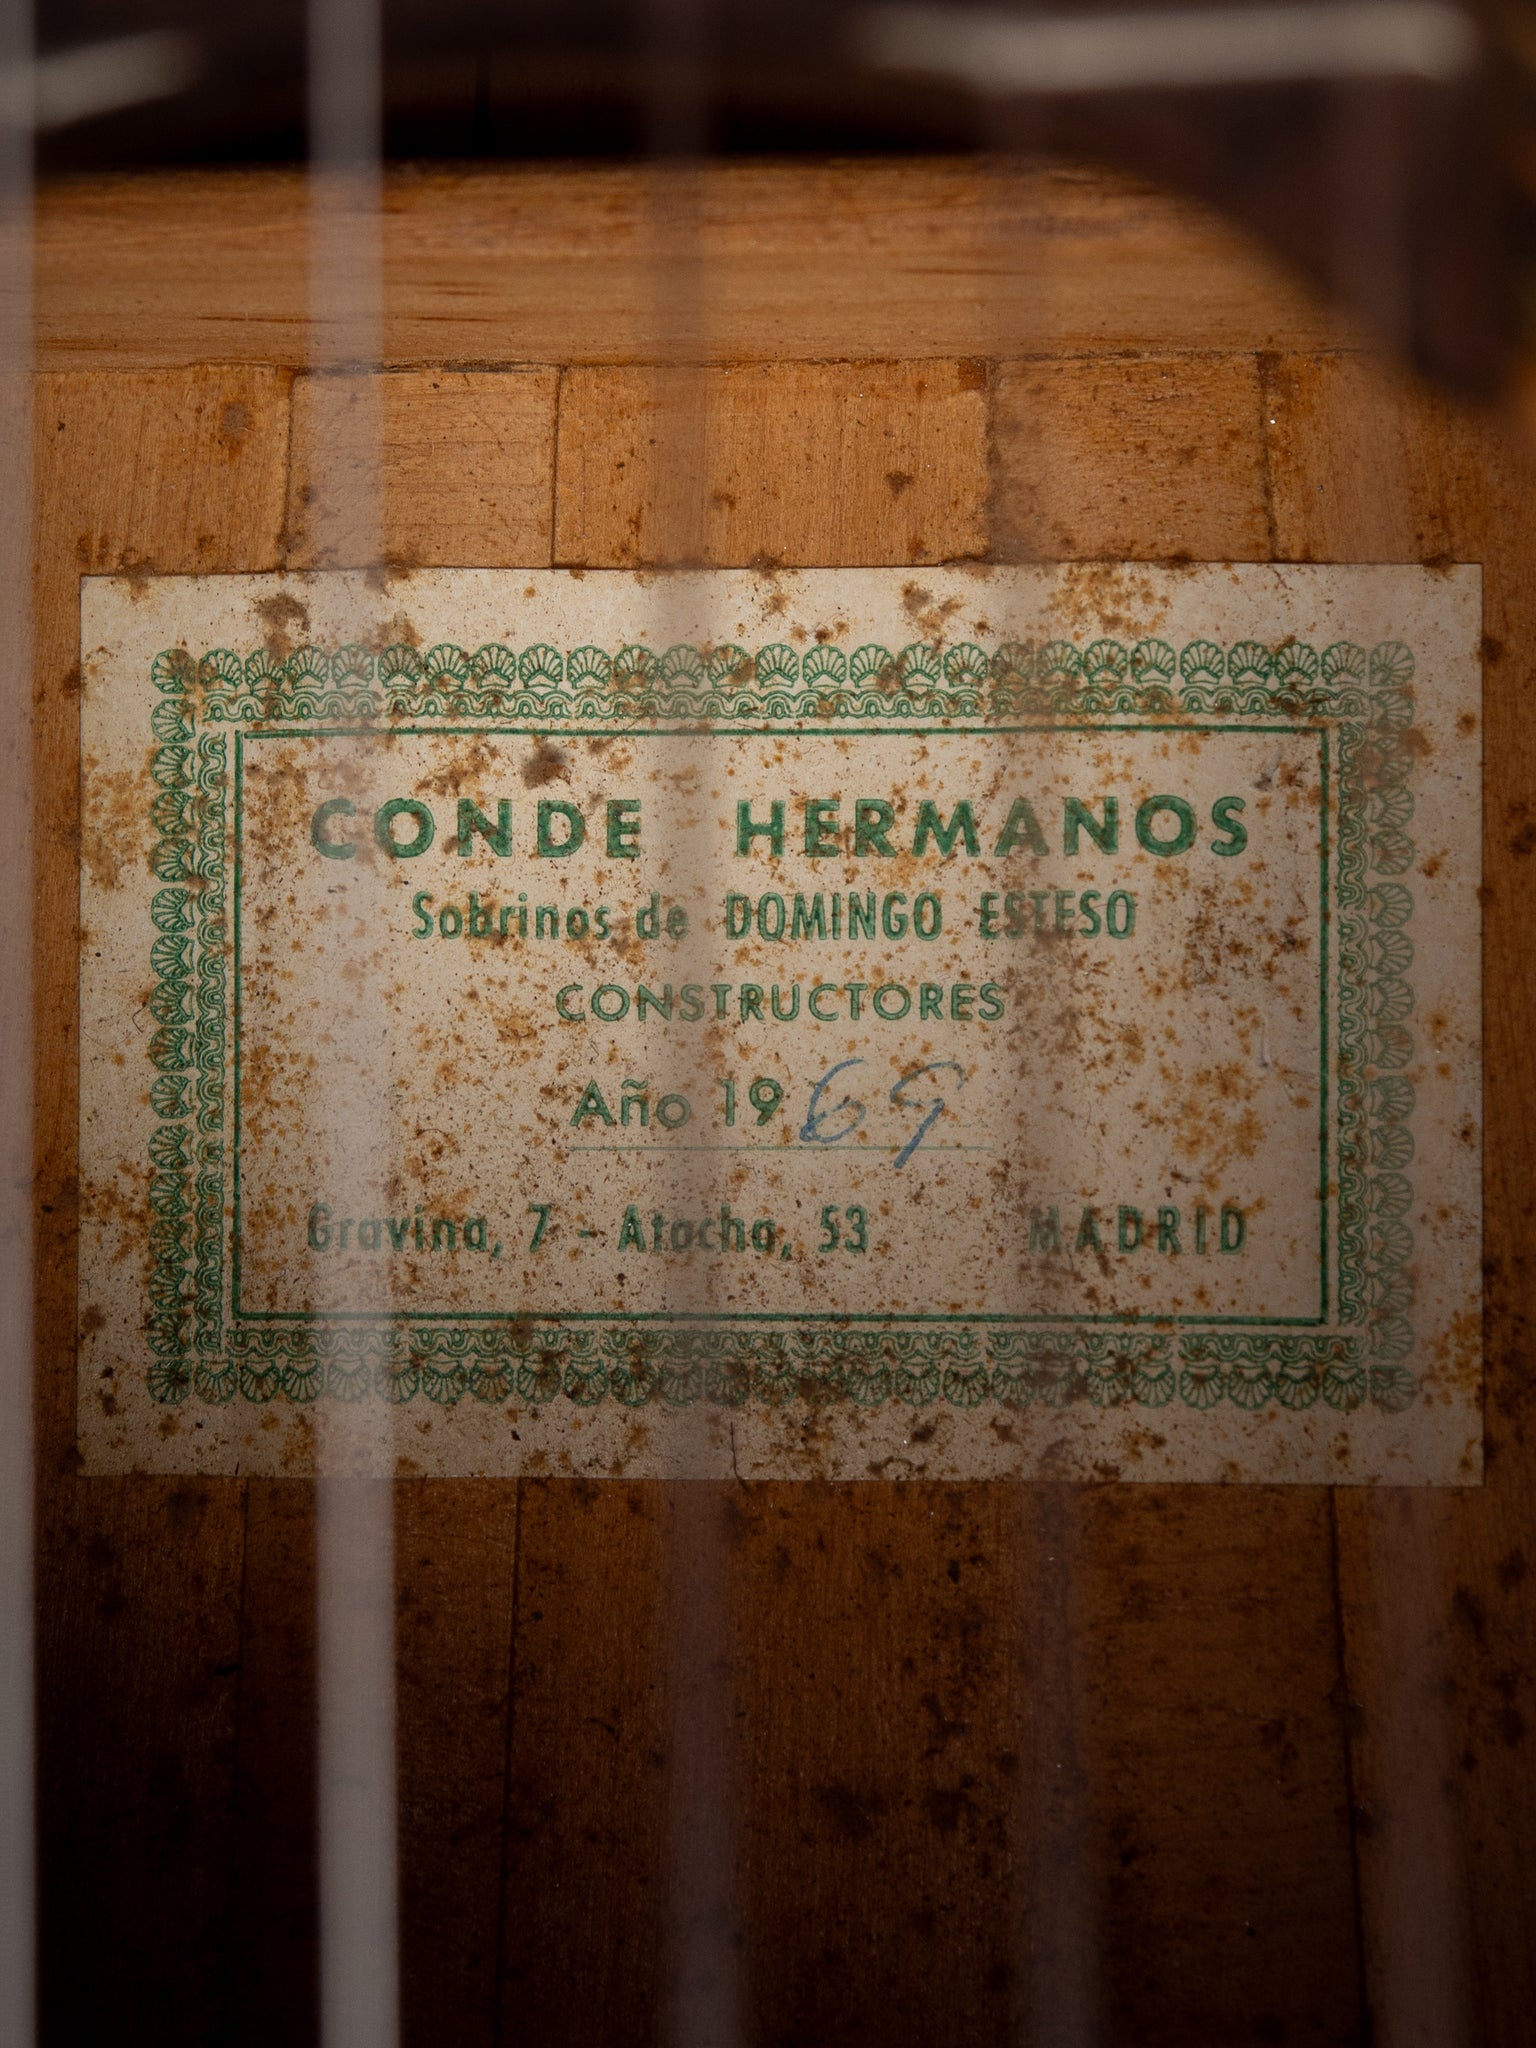 CONDE HERMANOS
Sobrinos de DOMINGO ESTESO
CONSTRUCTORES
Año 1969
Gravina, 7 - Atocha, 53 MADRID